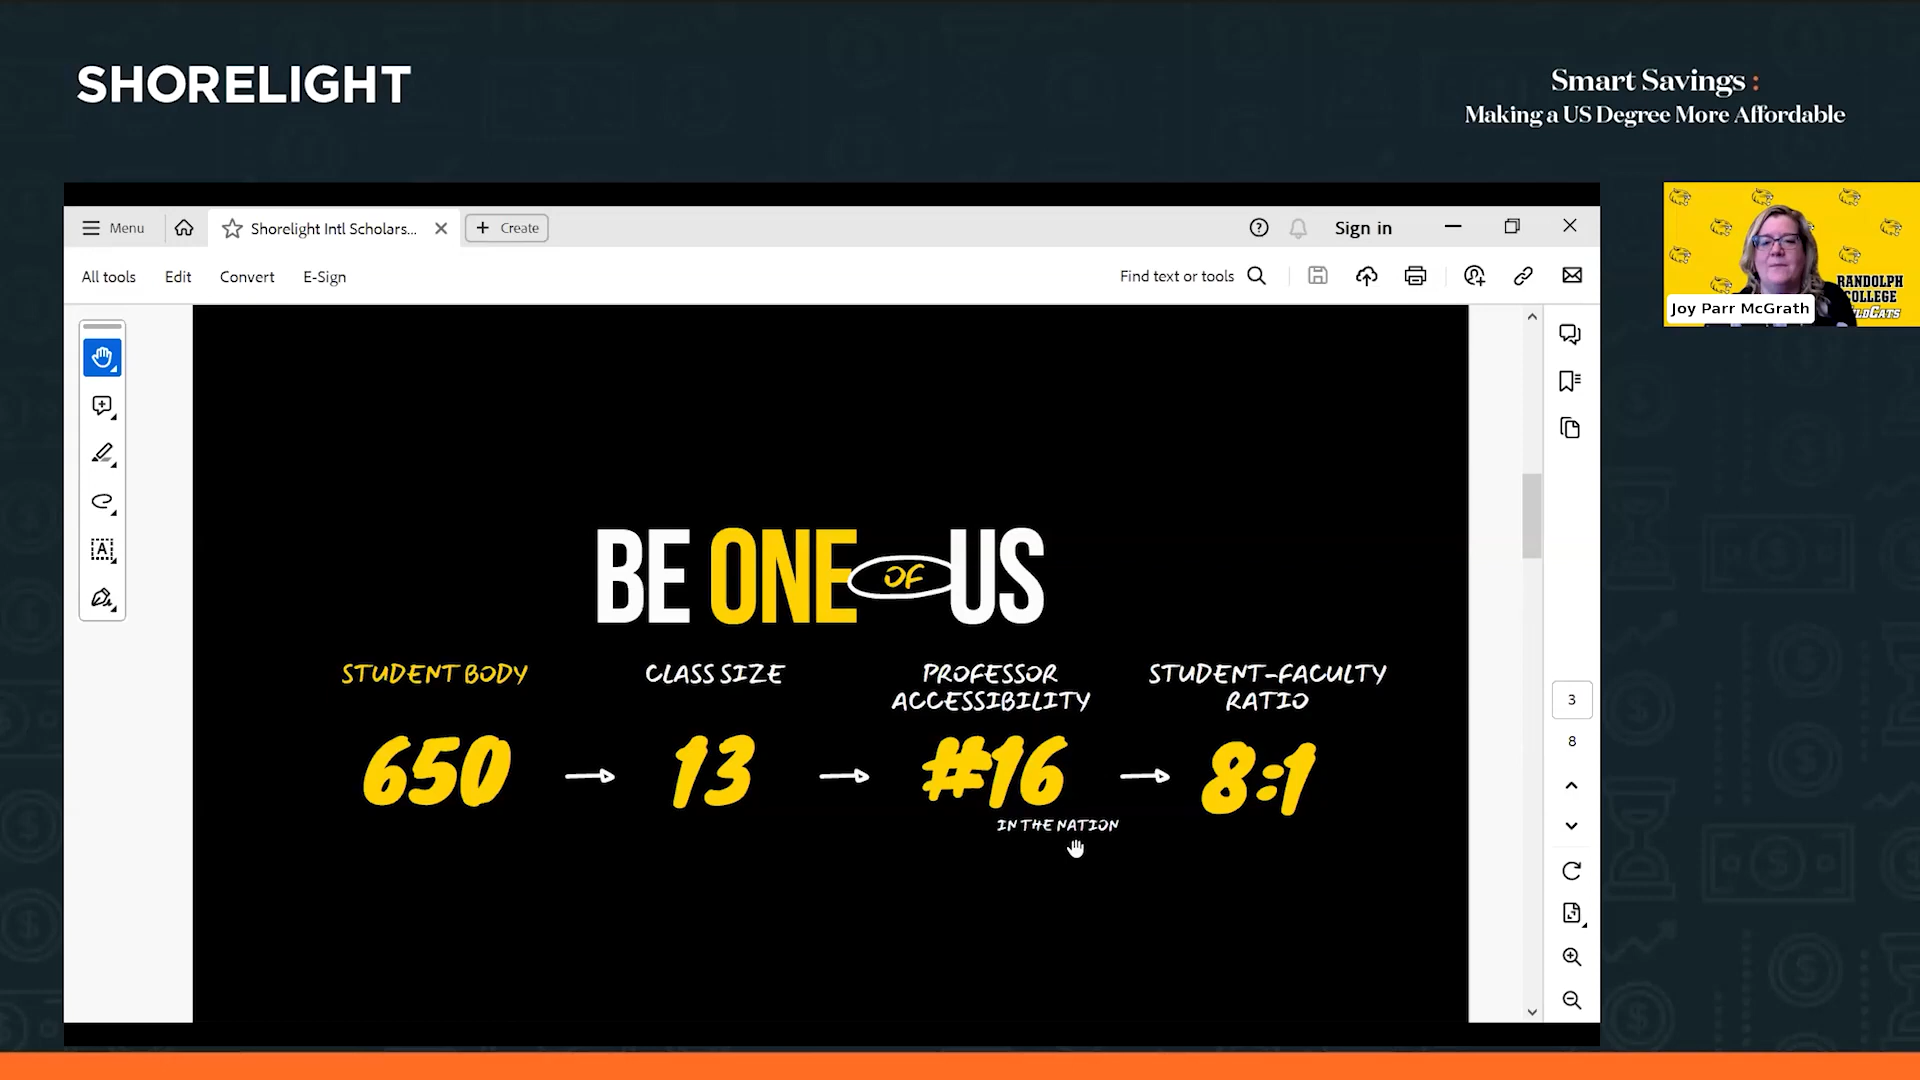 SHORELIGHT
Smart Savings :
Making a US Degree More Affordable
Menu
Shorelight Intl Scholars...
Create
Sign in
All tools
Edit
Convert
E-Sign
Find text or tools
BE ONE OF US
STUDENT BODY
650
CLASS SIZE
13
PROFESSOR
ACCESSIBILITY
#16
IN THE NATION
STUDENT-FACULTY
RATIO
8:1
3
8
RANDOLPH
COLLEGE
WILDCATS
Joy Parr McGrath